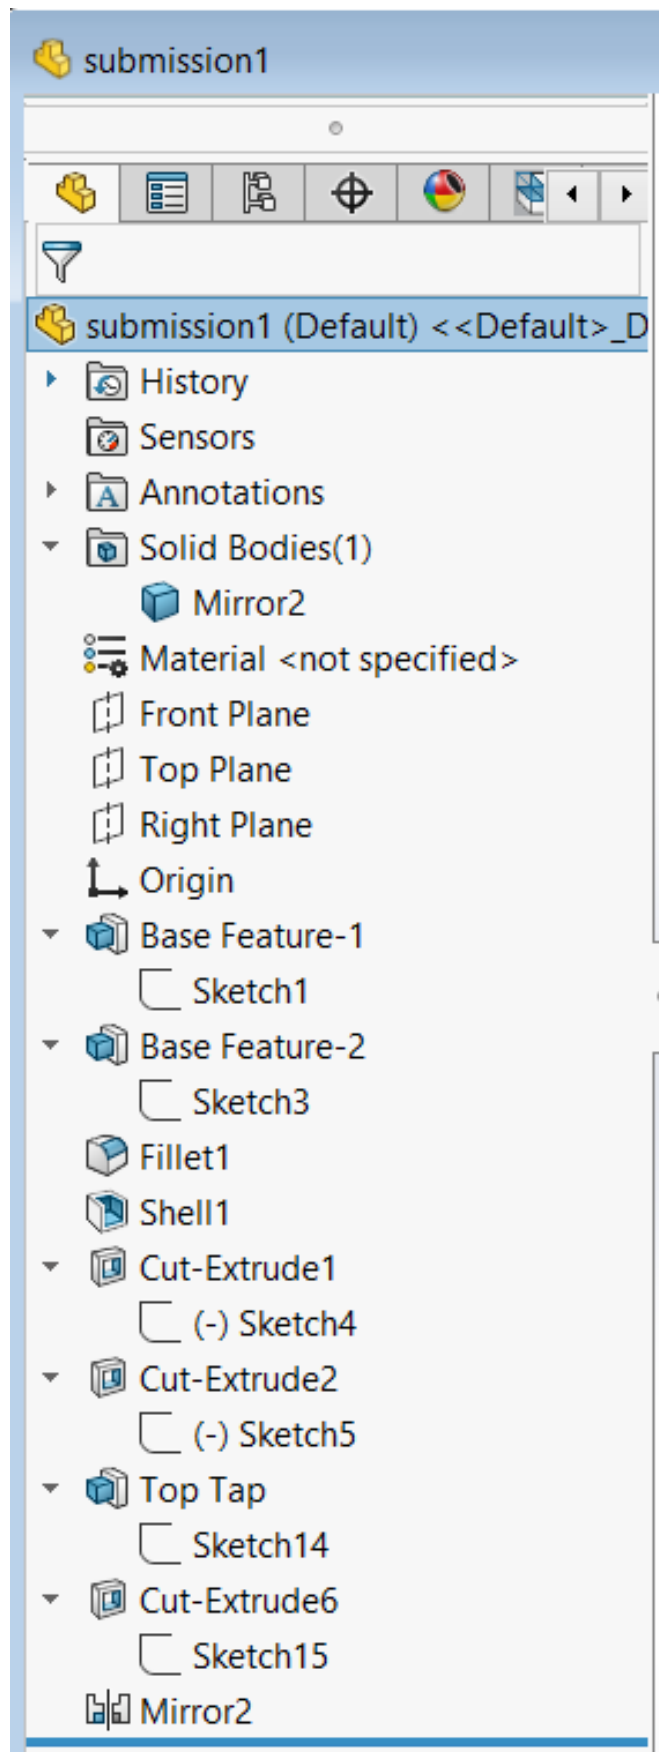 submission1
submission1 (Default) <<Default>_D
History
Sensors
Annotations
Solid Bodies(1)
Mirror2
Material <not specified>
Front Plane
Top Plane
Right Plane
Origin
Base Feature-1
Sketch1
Base Feature-2
Sketch3
Fillet1
Shell1
Cut-Extrude1
(-) Sketch4
Cut-Extrude2
(-) Sketch5
Top Tap
Sketch14
Cut-Extrude6
Sketch15
Mirror2